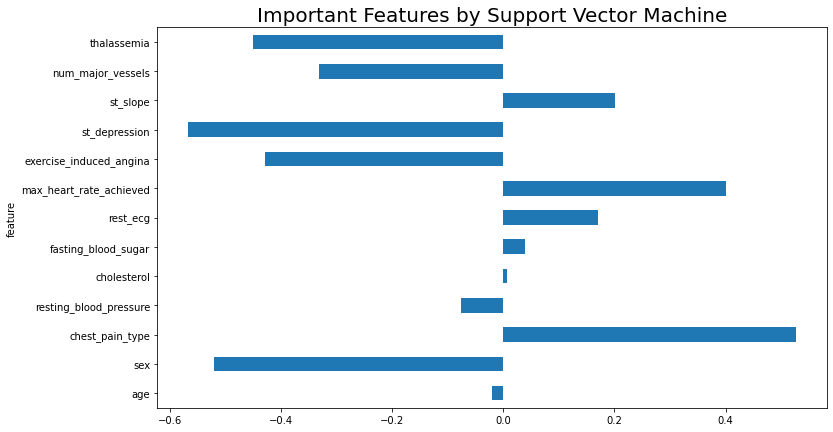 Important Features by Support Vector Machine
thalassemia
num_major_vessels
st_slope
st_depression
exercise_induced_angina
max_heart_rate_achieved
rest_ecg
fasting_blood_sugar
cholesterol
resting_blood_pressure
chest_pain_type
sex
age
feature
−0.6 −0.4 −0.2 0.0 0.2 0.4